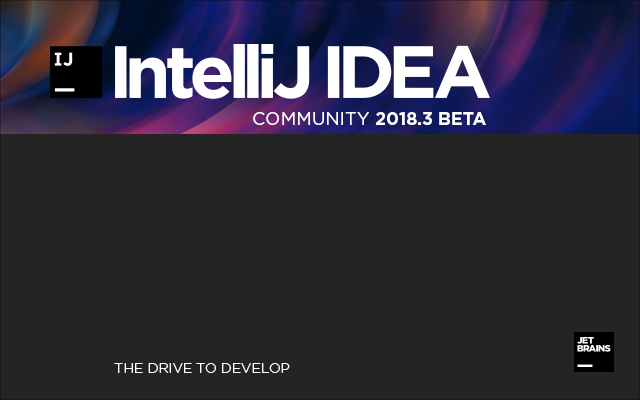 IJ
IntelliJ IDEA
COMMUNITY 2018.3 BETA
THE DRIVE TO DEVELOP
JET
BRAINS